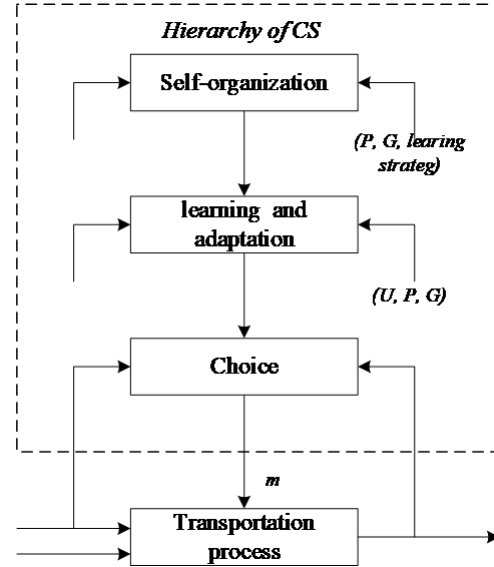 Hierarchy of CS
Self-organization
(P, G, learing
strateg)
learning and
adaptation
(U, P, G)
Choice
m
Transportation
process